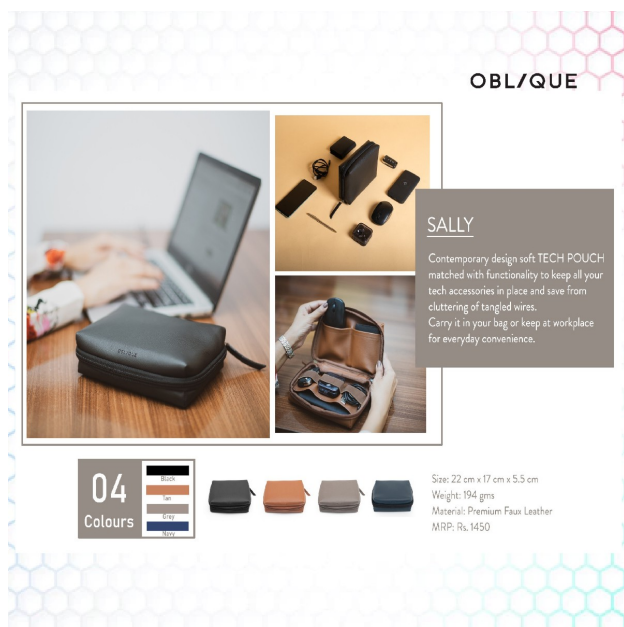 OBLIQUE
SALLY
Contemporary design soft TECH POUCH
matched with functionality to keep all your
tech accessories in place and save from
cluttering of tangled wires.
Carry it in your bag or keep at workplace
for everyday convenience.
OBLIQUE
04
Colours
Black
Tan
Grey
Navy
Size: 22 cm x 17 cm x 5.5 cm
Weight: 194 gms
Material: Premium Faux Leather
MRP: Rs. 1450